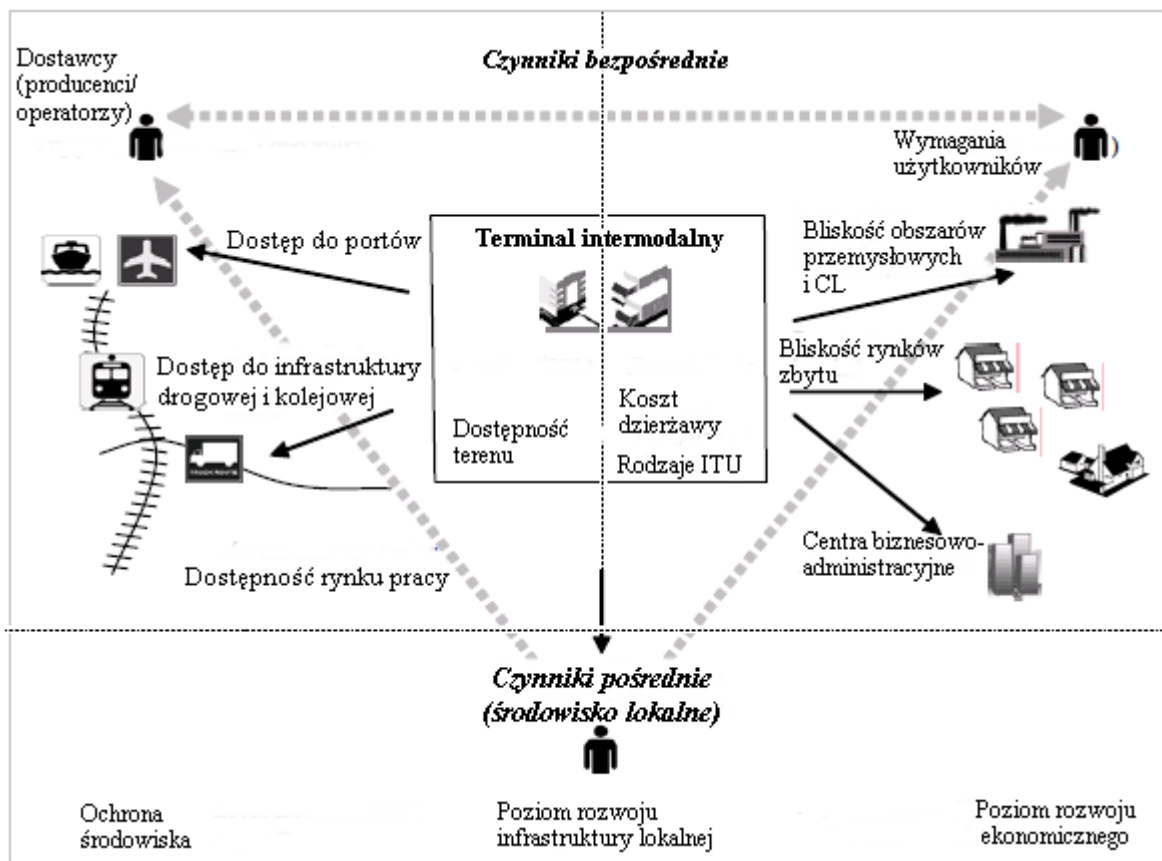 Dostawcy
(producenci/
operatorzy)
Czynniki bezpośrednie
Wymagania
użytkowników
)
Dostęp do portów
Terminal intermodalny
Bliskość obszarów
przemysłowych
i CL
Dostęp do infrastruktury
drogowej i kolejowej
Bliskość rynków
zbytu
Dostępność
terenu
Koszt
dzierżawy
Rodzaje ITU
Centra biznesowo-
administracyjne
Dostępność rynku pracy
Czynniki pośrednie
(środowisko lokalne)
Ochrona
środowiska
Poziom rozwoju
infrastruktury lokalnej
Poziom rozwoju
ekonomicznego